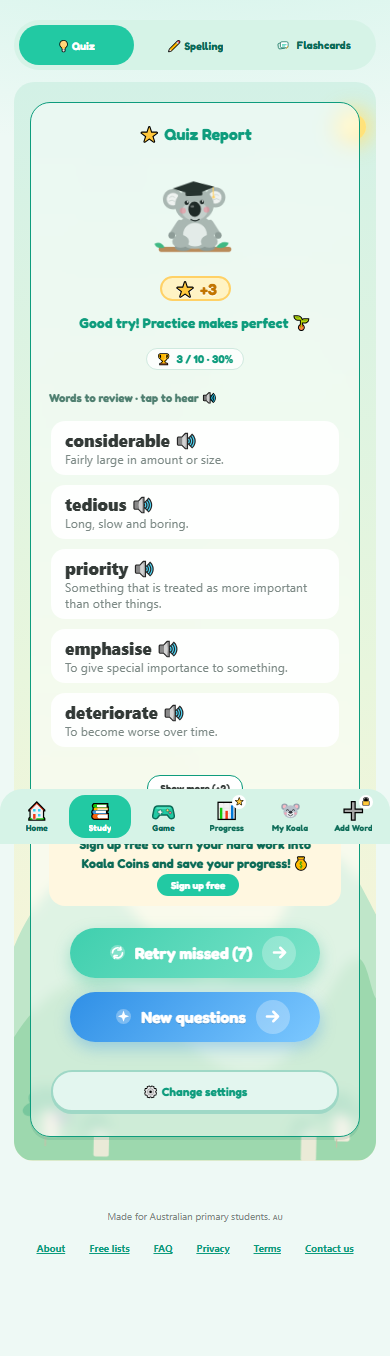 Quiz
Spelling
Flashcards
Quiz Report
+3
Good try! Practice makes perfect
3 / 10 · 30%
Words to review · tap to hear
considerable
Fairly large in amount or size.
tedious
Long, slow and boring.
priority
Something that is treated as more important
than other things.
emphasise
To give special importance to something.
deteriorate
To become worse over time.
Show more (+2)
Home
Study
Game
Progress
My Koala
Add Word
Sign up free to turn your hard work into
Koala Coins and save your progress!
Sign up free
Retry missed (7)
New questions
Change settings
Made for Australian primary students. AU
About
Free lists
FAQ
Privacy
Terms
Contact us